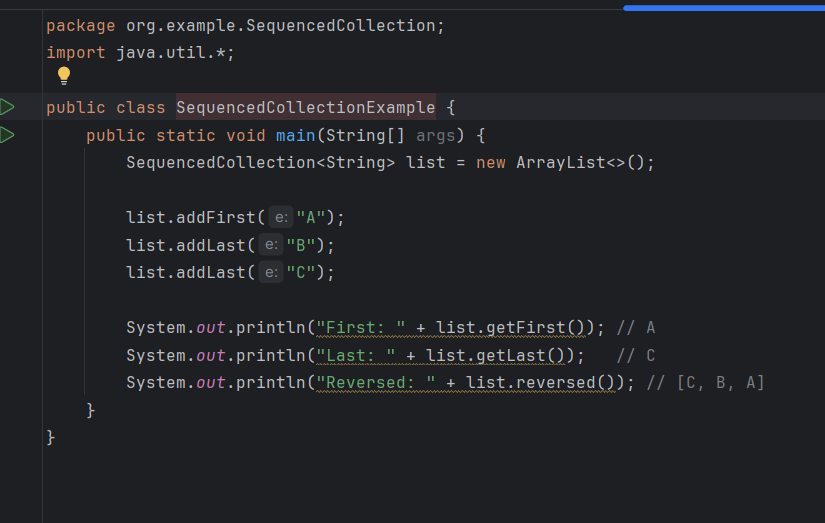 package org.example.SequencedCollection;
import java.util.*;
public class SequencedCollectionExample {
public static void main(String[] args) {
SequencedCollection<String> list = new ArrayList<>();
list.addFirst( e: "A");
list.addLast( e: "B");
list.addLast( e: "C");
System.out.println("First: " + list.getFirst()); // A
System.out.println("Last: " + list.getLast());   // C
System.out.println("Reversed: " + list.reversed()); // [C, B, A]
}
}